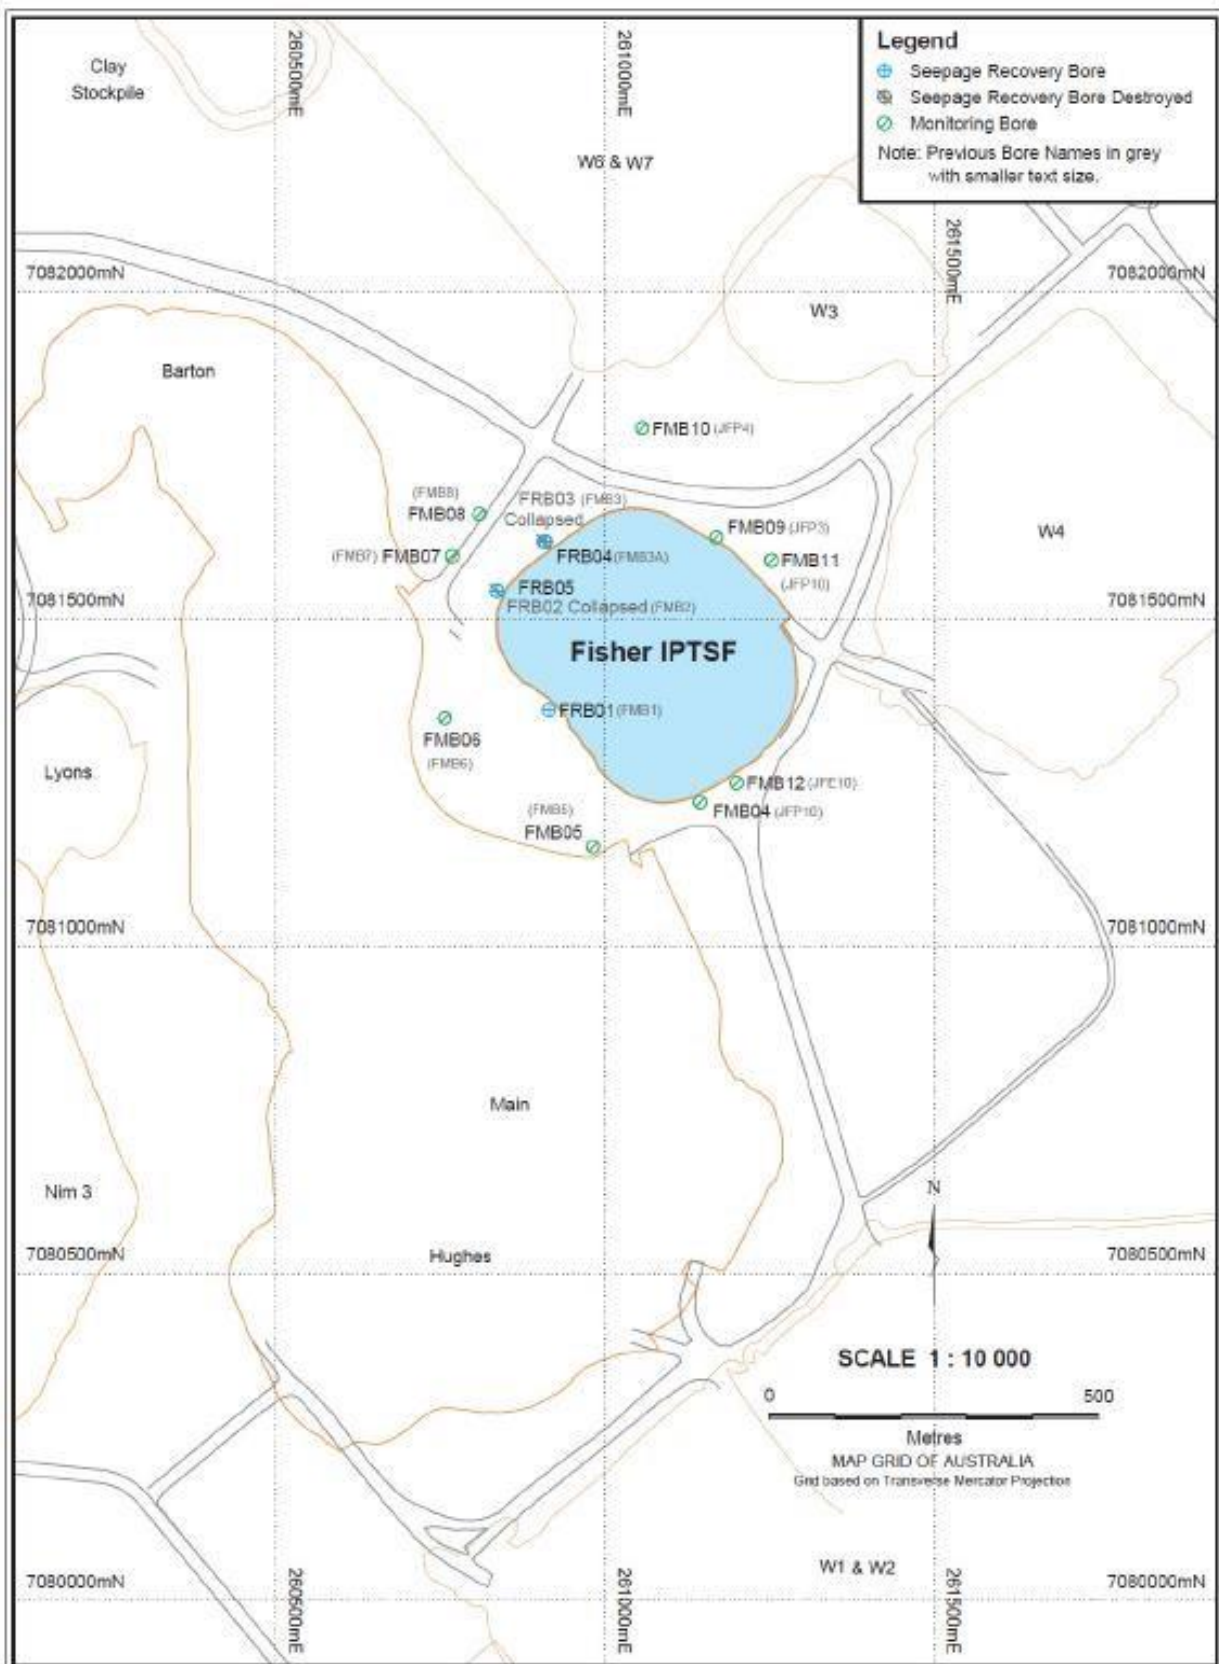 Clay
Stockpile
260500mE
261000mE
Legend
Seepage Recovery Bore
Seepage Recovery Bore Destroyed
Monitoring Bore
Note: Previous Bore Names in grey
with smaller text size.
W6 & W7
261500mE
7082000mN
7082000mN
W3
Barton
FMB10 (JFP4)
(FMB8)
FMB08
FRB03 (FMB3)
Collapsed
FMB09 (JFP3)
W4
(FMB7) FMB07
FRB04 (FMB3A)
FMB11
(JFP10)
FRB05
7081500mN
FRB02 Collapsed (FMB2)
7081500mN
Fisher IPTSF
FRB01 (FMB1)
FMB06
(FMB6)
Lyons
FMB12 (JFE10)
FMB04 (JFP10)
(FMB5)
FMB05
7081000mN
7081000mN
Main
Nim 3
N
7080500mN
Hughes
7080500mN
SCALE 1 : 10 000
0 500
Metres
MAP GRID OF AUSTRALIA
Grid based on Transverse Mercator Projection
W1 & W2
7080000mN
7080000mN
260500mE
261000mE
261500mE